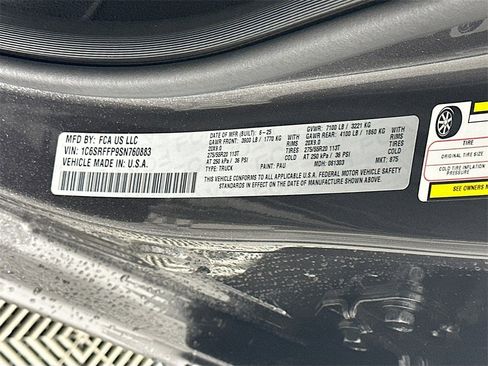 MFD BY: FCA US LLC
VIN: 1C6SRFFP9SN760883
VEHICLE MADE IN: U.S.A.
DATE OF MFR (BUILT): 6-25
GAWR FRONT: 3900 LB / 1770 KG
20X9.0 RIMS
275/55R20 113T TIRES
AT 250 kPa / 36 PSI
TYPE: TRUCK PAINT: PAU
GVWR: 7100 LB / 3221 KG
GAWR REAR: 4100 LB / 1860 KG
WITH 20X9.0 RIMS
275/55R20 113T TIRES
AT 250 kPa / 36 PSI
MDH: 061303 MKT: 875
THIS VEHICLE CONFORMS TO ALL APPLICABLE U.S.A. FEDERAL MOTOR VEHICLE SAFETY
STANDARDS IN EFFECT ON THE DATE OF MANUFACTURE SHOWN ABOVE.
TIRE
ORIGINAL TIRE SIZE
COLD TIRE INFLATION
PRESSURE
SEE OWNERS